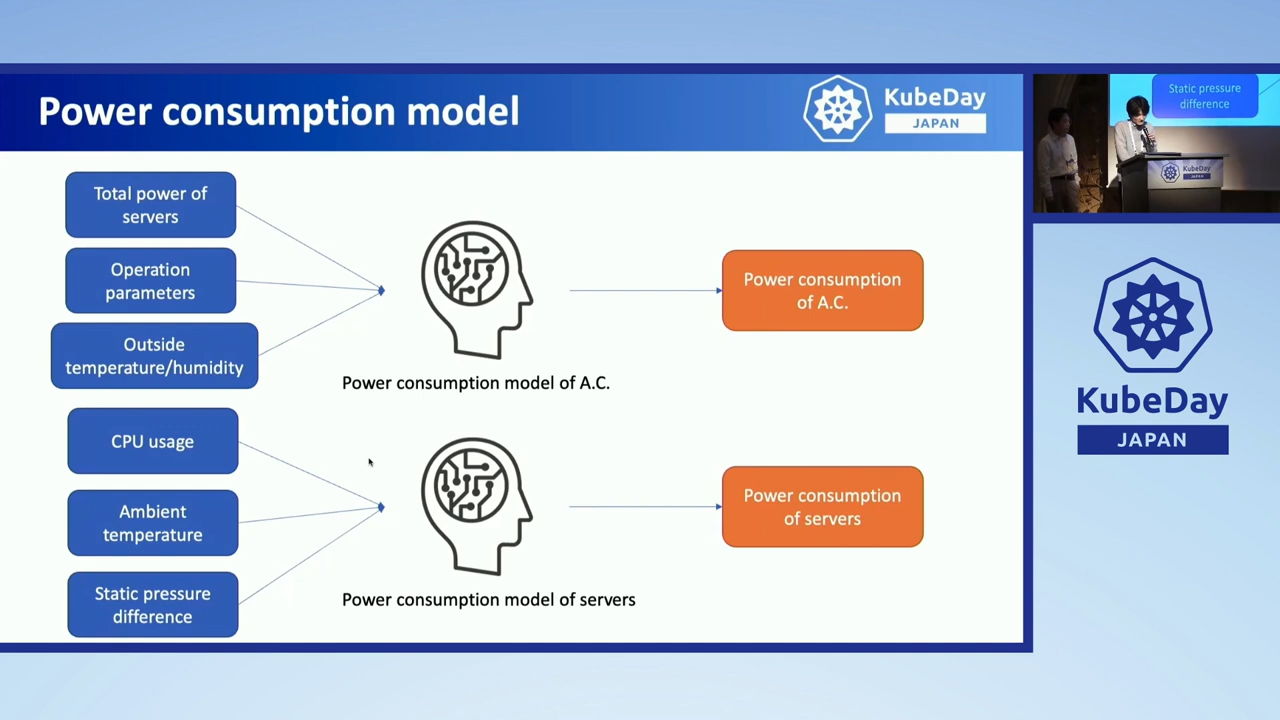 Power consumption model
KubeDay
JAPAN
Total power of
servers
Operation
parameters
Outside
temperature/humidity
Power consumption model of A.C.
Power consumption
of A.C.
CPU usage
Ambient
temperature
Static pressure
difference
Power consumption model of servers
Power consumption
of servers
Static pressure
difference
KubeDay
JAPAN
KubeDay
JAPAN